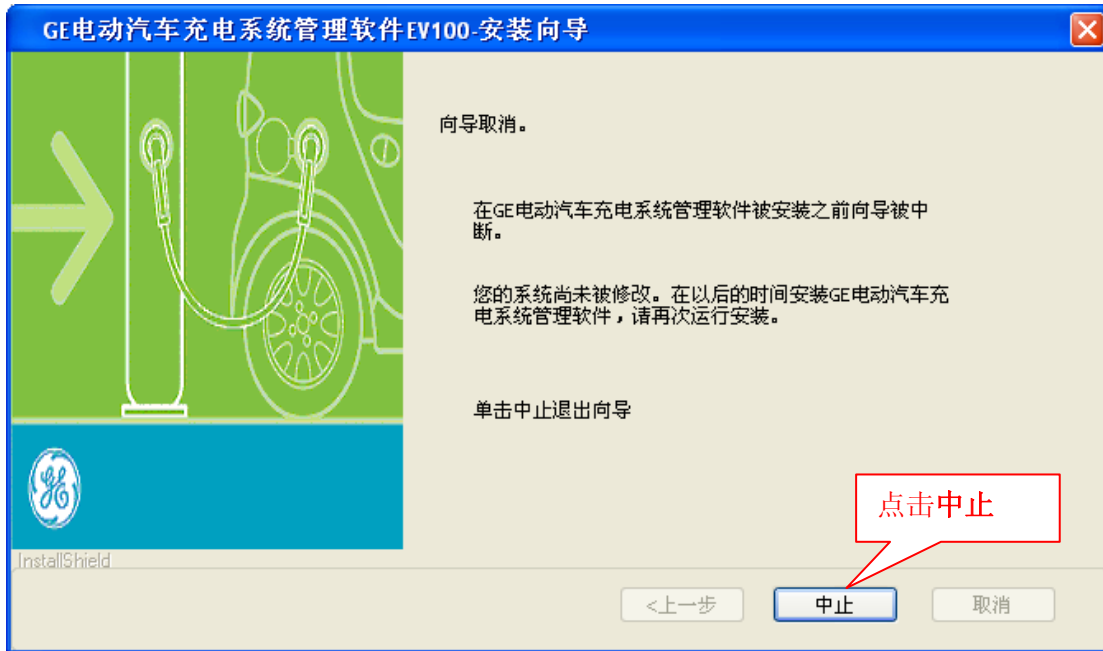 GE电动汽车充电系统管理软件EV100-安装向导
向导取消。
在GE电动汽车充电系统管理软件被安装之前向导被中
断。
您的系统尚未被修改。在以后的时间安装GE电动汽车充
电系统管理软件，请再次运行安装。
单击中止退出向导
GE
点击中止
InstallShield
<上一步
中止
取消